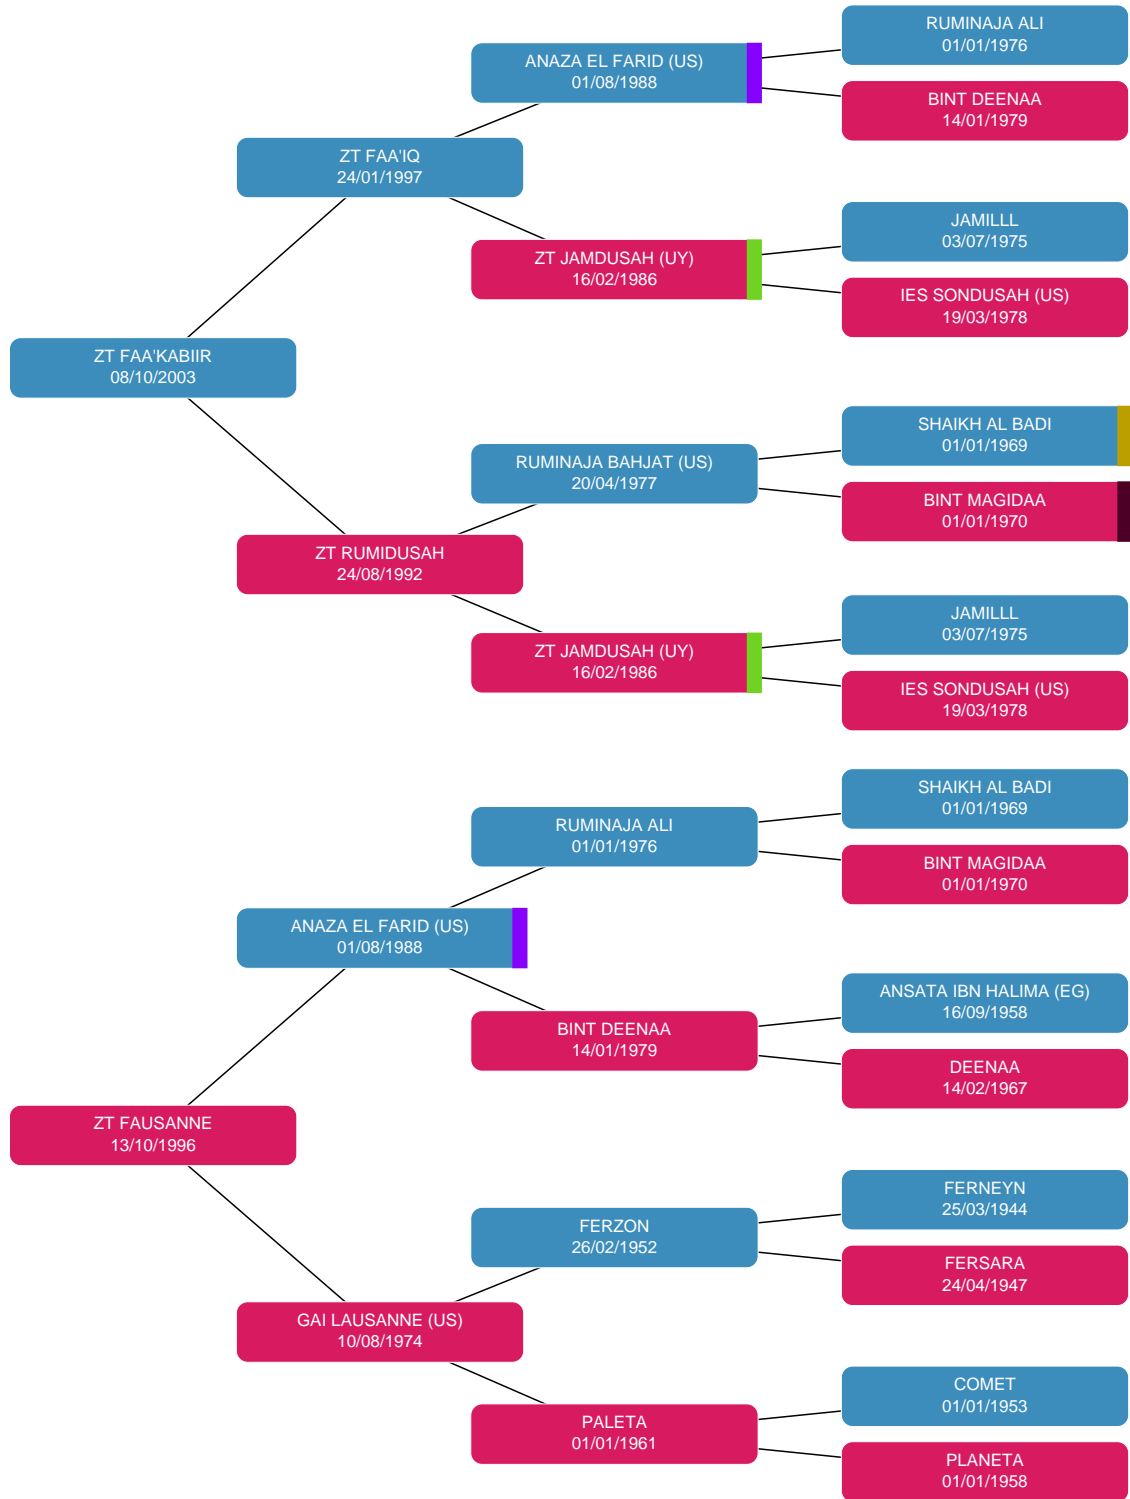 RUMINAJA ALI
01/01/1976
ANAZA EL FARID (US)
01/08/1988
BINT DEENAA
14/01/1979
ZT FAA'IQ
24/01/1997
JAMILLL
03/07/1975
ZT JAMDUSAH (UY)
16/02/1986
IES SONDUSAH (US)
19/03/1978
ZT FAA'KABIIR
08/10/2003
SHAIKH AL BADI
01/01/1969
RUMINAJA BAHJAT (US)
20/04/1977
BINT MAGIDAA
01/01/1970
ZT RUMIDUSAH
24/08/1992
JAMILLL
03/07/1975
ZT JAMDUSAH (UY)
16/02/1986
IES SONDUSAH (US)
19/03/1978
SHAIKH AL BADI
01/01/1969
RUMINAJA ALI
01/01/1976
BINT MAGIDAA
01/01/1970
ANAZA EL FARID (US)
01/08/1988
ANSATA IBN HALIMA (EG)
16/09/1958
BINT DEENAA
14/01/1979
DEENAA
14/02/1967
ZT FAUSANNE
13/10/1996
FERNEYN
25/03/1944
FERZON
26/02/1952
FERSARA
24/04/1947
GAI LAUSANNE (US)
10/08/1974
COMET
01/01/1953
PALETA
01/01/1961
PLANETA
01/01/1958